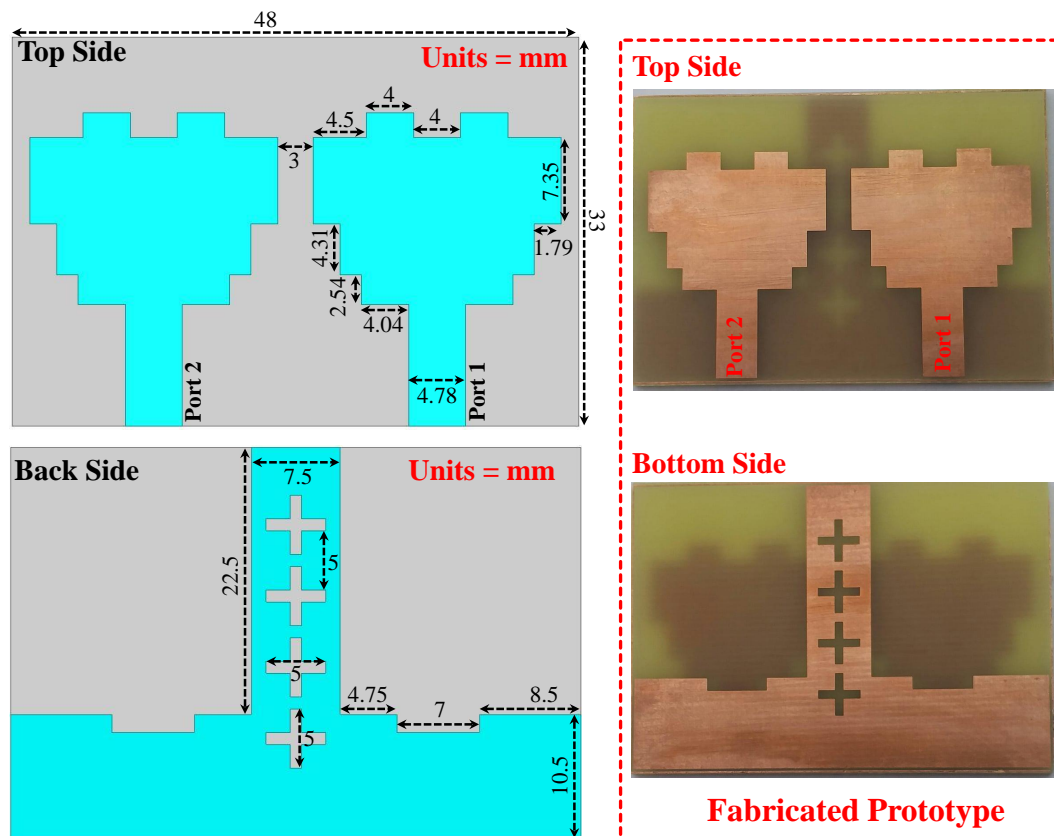 48
Top Side
Units = mm
4
4.5
4
3
7.35
33
4.31
1.79
2.54
4.04
4.78
Port 2
Port 1
Back Side
Units = mm
7.5
22.5
5
5
4.75
7
8.5
5
10.5
Top Side
Port 2
Port 1
Bottom Side
Fabricated Prototype